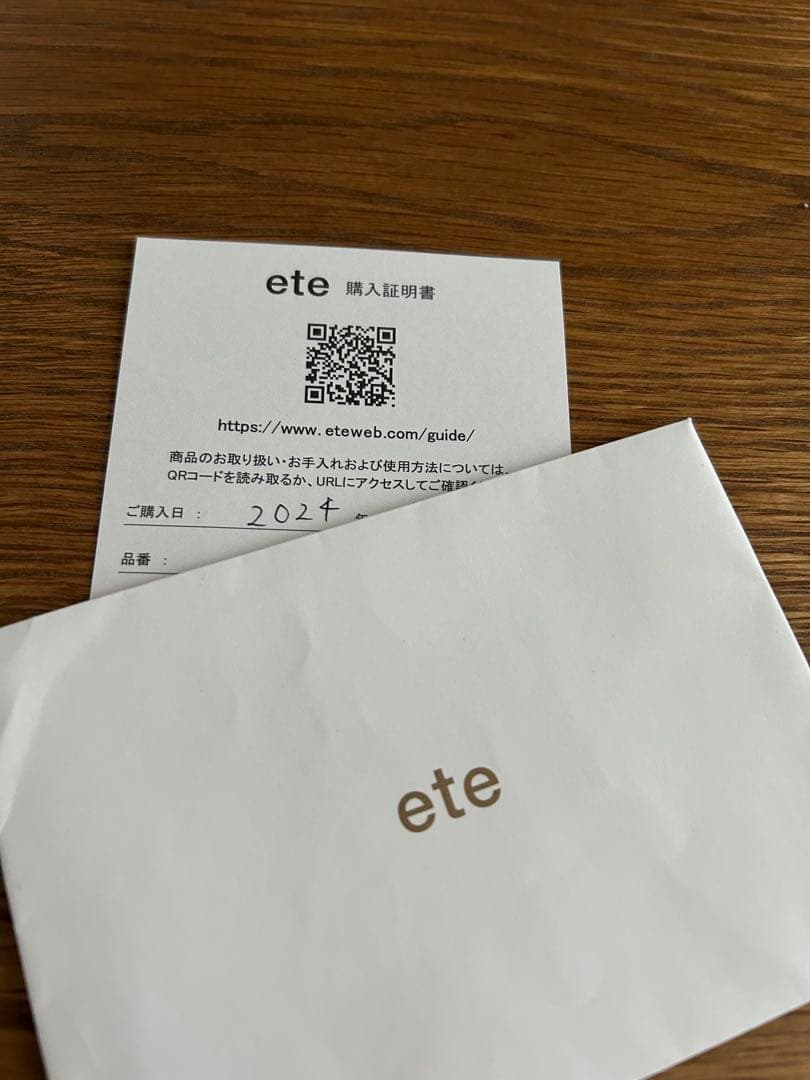 ete 購入証明書
https://www.eteweb.com/guide/
商品のお取り扱い・お手入れおよび使用方法については、
QRコードを読み取るか、URLにアクセスしてご確認く
ご購入日 : 2024 年
品番 :
ete